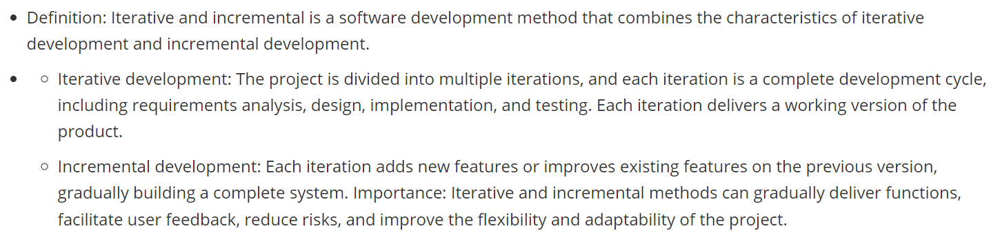 Definition: Iterative and incremental is a software development method that combines the characteristics of iterative
development and incremental development.
Iterative development: The project is divided into multiple iterations, and each iteration is a complete development cycle,
including requirements analysis, design, implementation, and testing. Each iteration delivers a working version of the
product.
Incremental development: Each iteration adds new features or improves existing features on the previous version,
gradually building a complete system. Importance: Iterative and incremental methods can gradually deliver functions,
facilitate user feedback, reduce risks, and improve the flexibility and adaptability of the project.